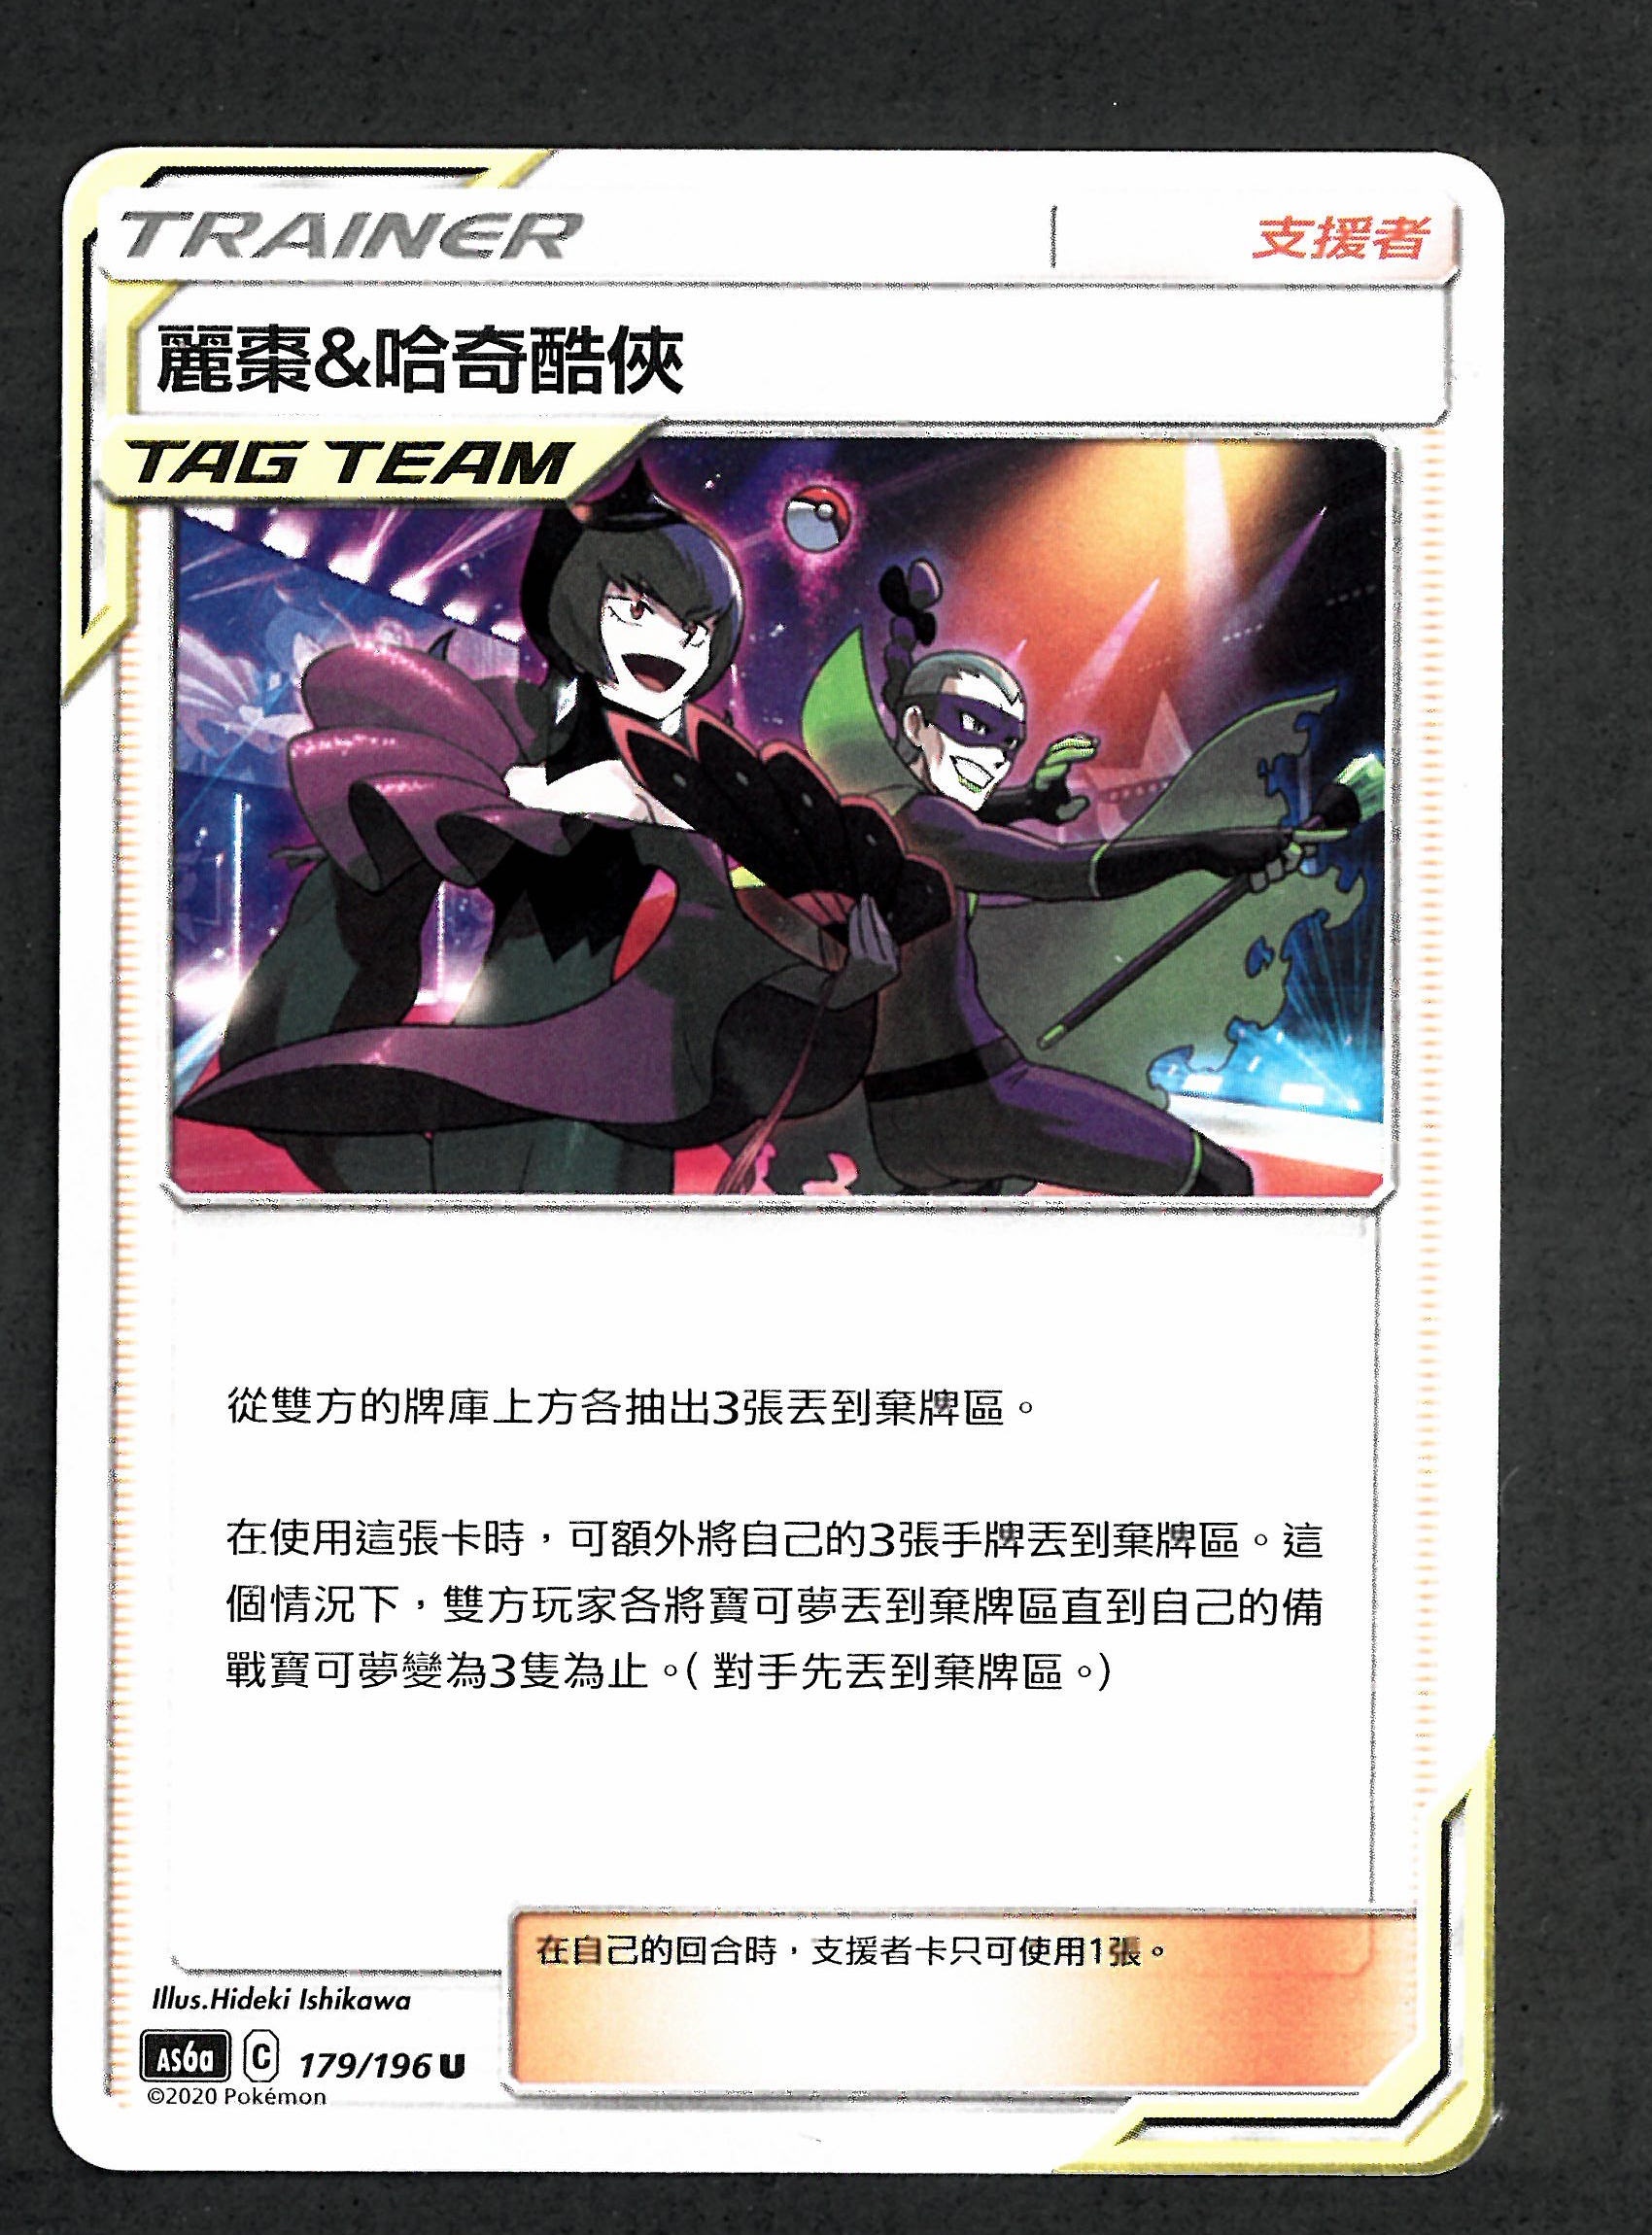 TRAINER
支援者
麗棗&哈奇酷俠
TAG TEAM
從雙方的牌庫上方各抽出3張丟到棄牌區。
在使用這張卡時，可額外將自己的3張手牌丟到棄牌區。這
個情況下，雙方玩家各將寶可夢丟到棄牌區直到自己的備
戰寶可夢變為3隻為止。(對手先丟到棄牌區。)
在自己的回合時，支援者卡只可使用1張。
Illus.Hideki Ishikawa
AS6a C 179/196 U
©2020 Pokémon